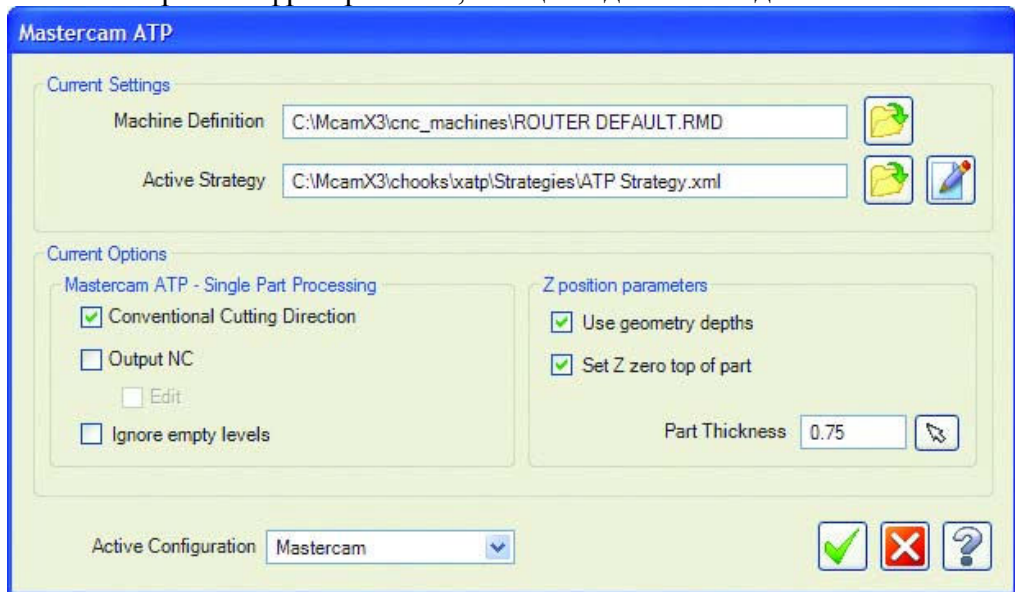 Mastercam ATP
Current Settings
Machine Definition C:\McamX3\cnc_machines\ROUTER DEFAULT.RMD
Active Strategy C:\McamX3\chooks\xatp\Strategies\ATP Strategy.xml
Current Options
Mastercam ATP - Single Part Processing
Conventional Cutting Direction
Output NC
Edit
Ignore empty levels
Z position parameters
Use geometry depths
Set Z zero top of part
Part Thickness 0.75
Active Configuration Mastercam